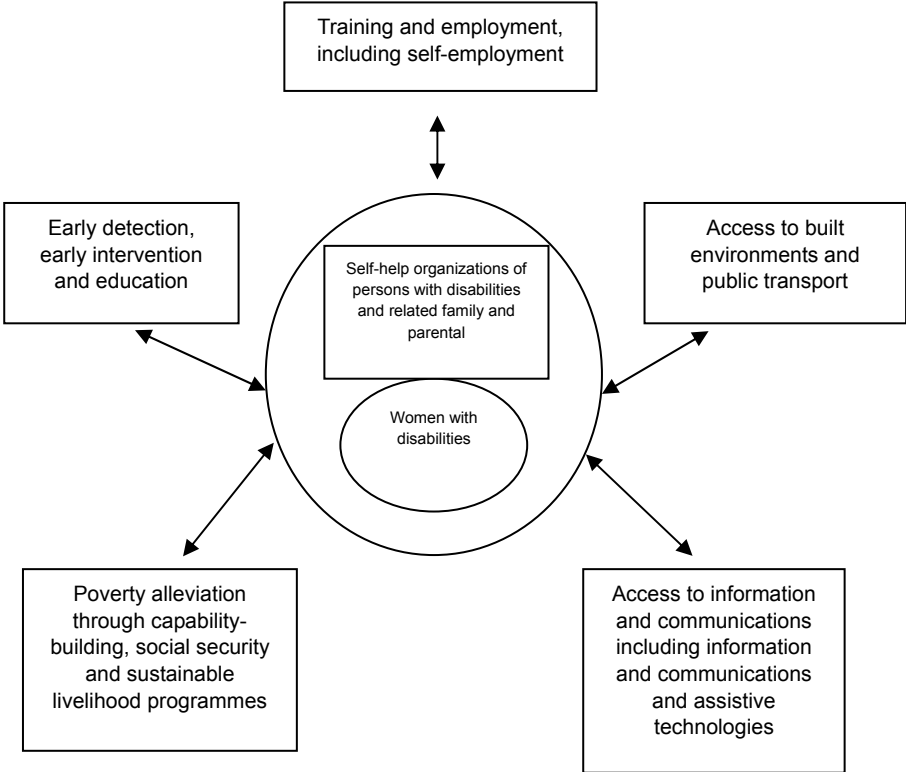 Training and employment,
including self-employment
Early detection,
early intervention
and education
Access to built
environments and
public transport
Self-help organizations of
persons with disabilities
and related family and
parental
Women with
disabilities
Poverty alleviation
through capability-
building, social security
and sustainable
livelihood programmes
Access to information
and communications
including information
and communications
and assistive
technologies